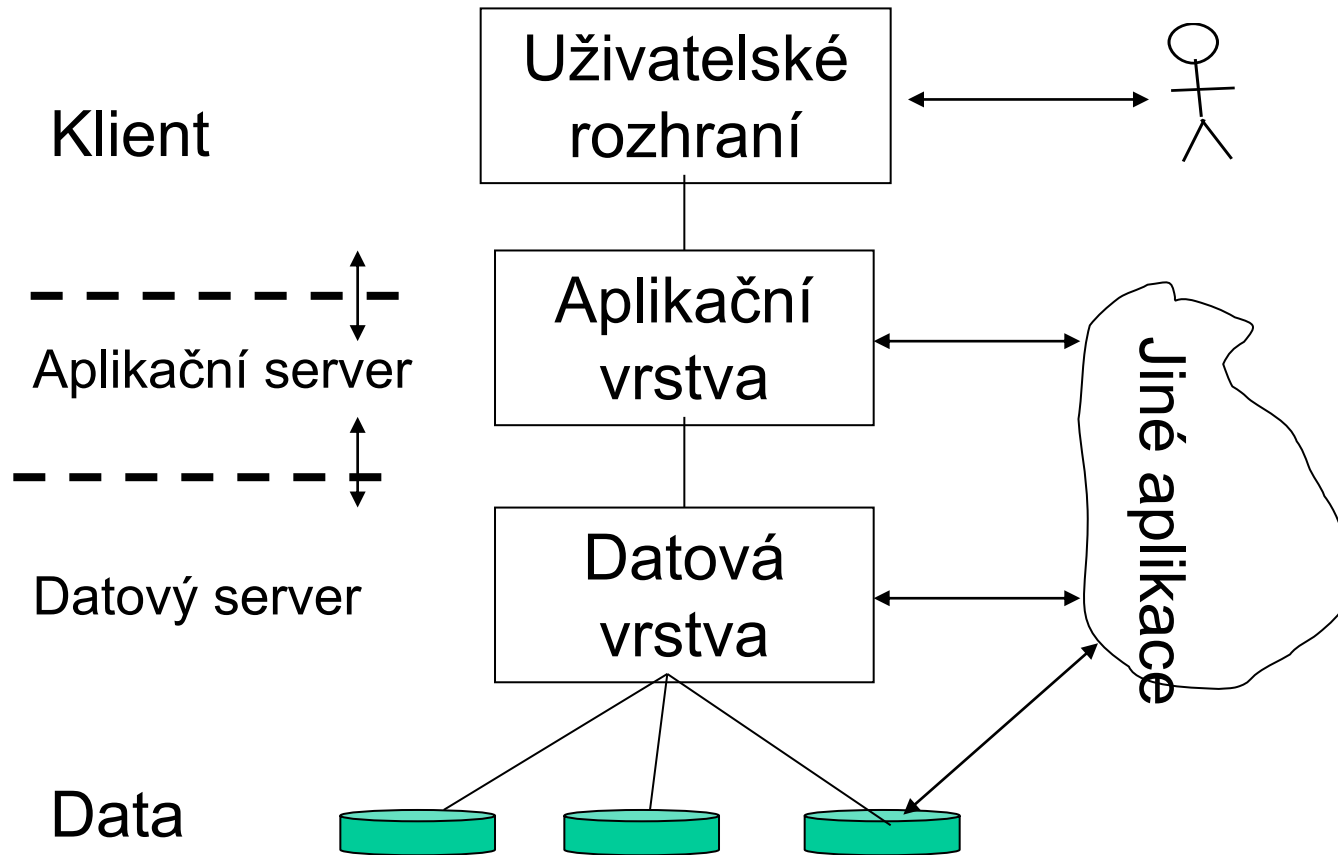 Uživatelské
rozhraní
Klient
Aplikační
vrstva
Aplikační server
Jiné aplikace
Datová
vrstva
Datový server
Data